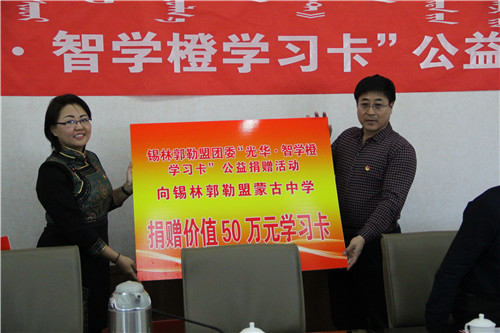 ·智学橙学习卡”公益
锡林郭勒盟团委“光华·智学橙
学习卡”公益捐赠活动
向锡林郭勒盟蒙古中学
捐赠价值50万元学习卡